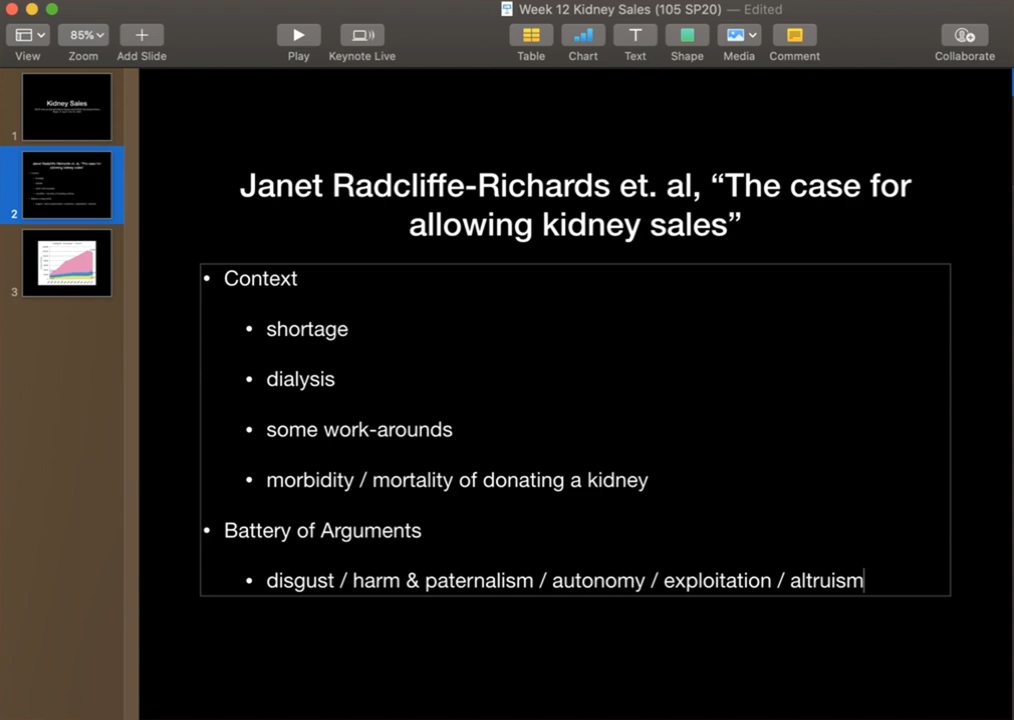 Week 12 Kidney Sales (105 SP20) — Edited
85%
View Zoom Add Slide Play Keynote Live Table Chart Text Shape Media Comment Collaborate
Kidney Sales
1
2
3
Janet Radcliffe-Richards et. al, “The case for
allowing kidney sales”
• Context
• shortage
• dialysis
• some work-arounds
• morbidity / mortality of donating a kidney
• Battery of Arguments
• disgust / harm & paternalism / autonomy / exploitation / altruism